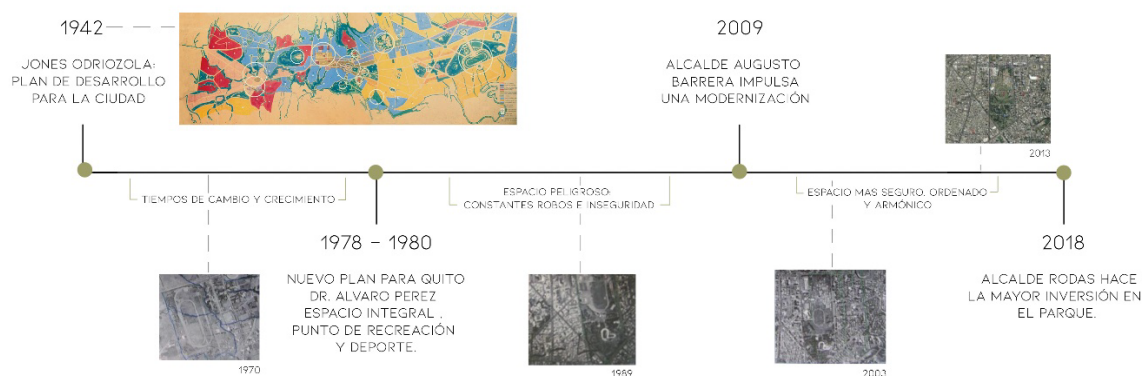 1942
JONES ODRIOZOLA:
PLAN DE DESARROLLO
PARA LA CIUDAD
2009
ALCALDE AUGUSTO
BARRERA IMPULSA
UNA MODERNIZACIÓN
2013
TIEMPOS DE CAMBIO Y CRECIMIENTO
ESPACIO PELIGROSO:
CONSTANTES ROBOS E INSEGURIDAD
ESPACIO MAS SEGURO, ORDENADO
Y ARMÓNICO
1978 - 1980
NUEVO PLAN PARA QUITO
DR. ALVARO PEREZ
ESPACIO INTEGRAL .
PUNTO DE RECREACIÓN
Y DEPORTE.
2018
ALCALDE RODAS HACE
LA MAYOR INVERSIÓN EN
EL PARQUE.
1970
1989
2003